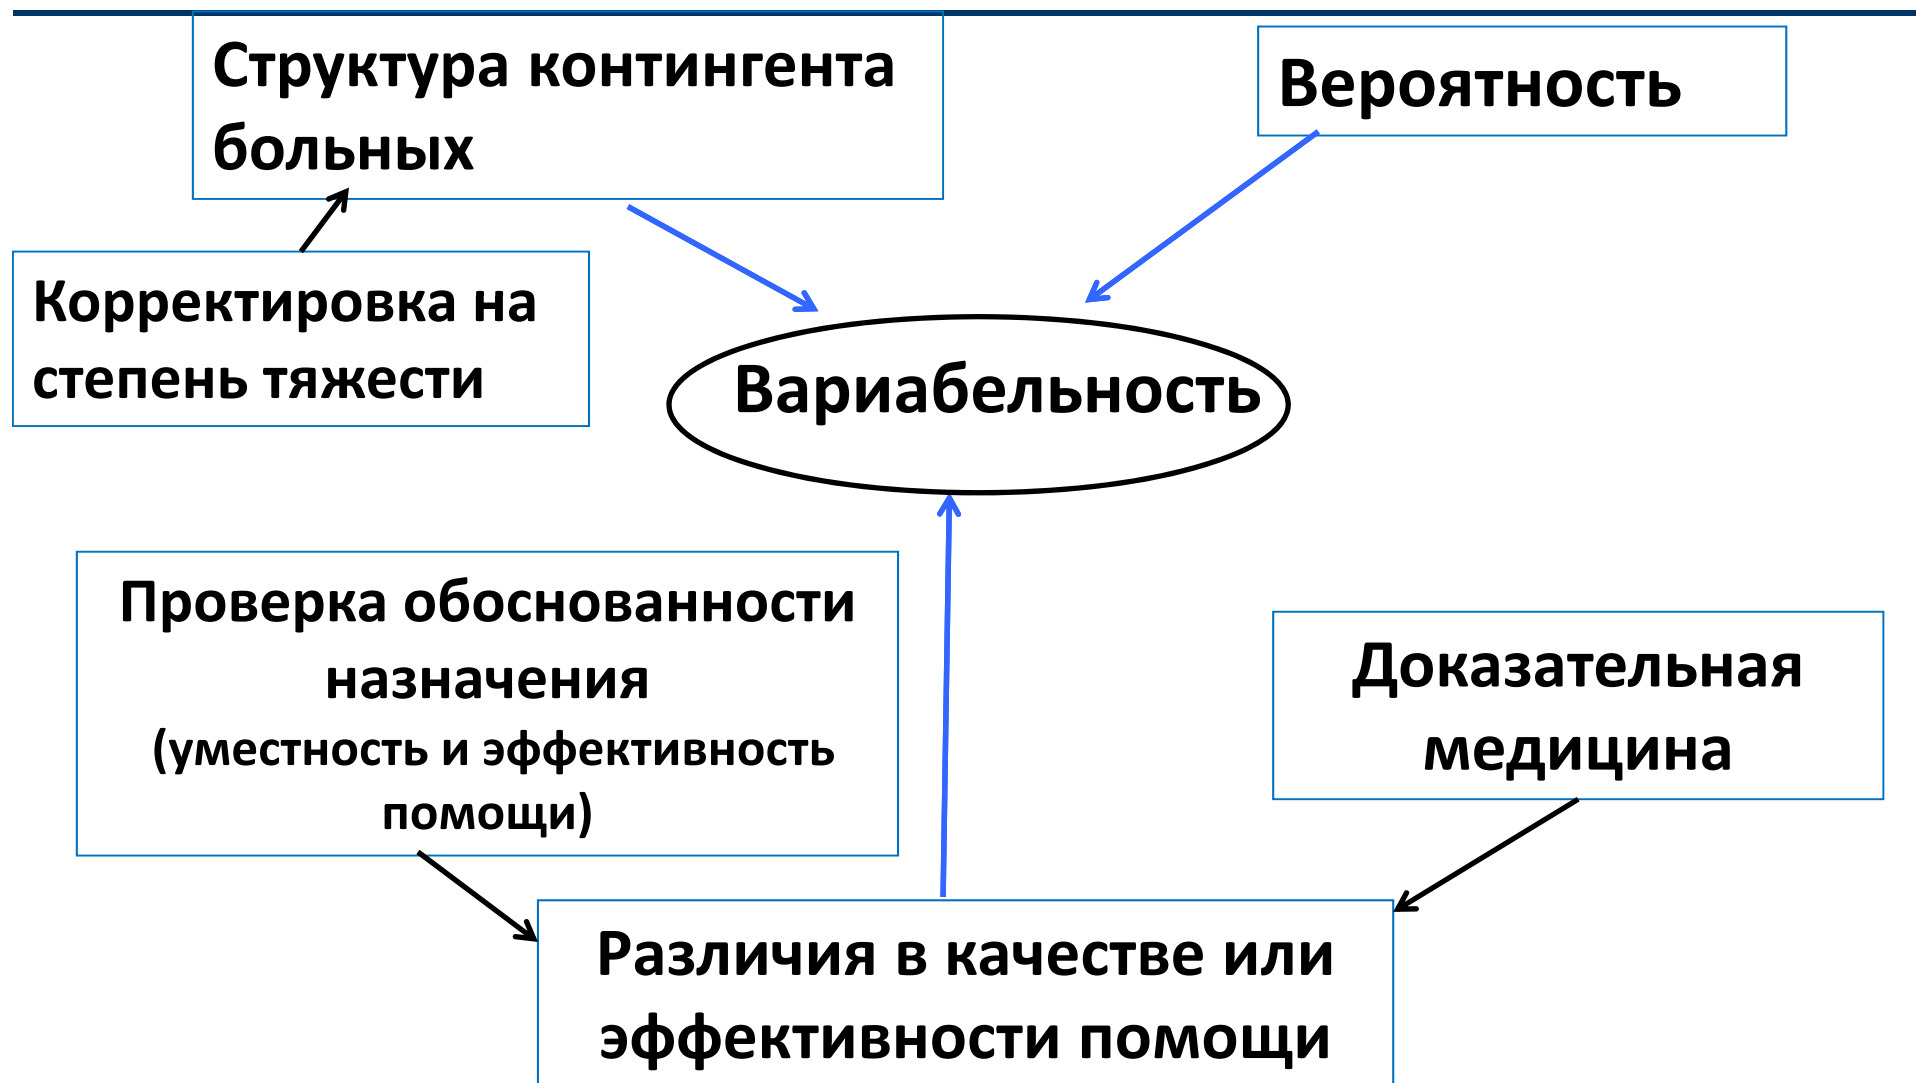 Структура контингента
больных
Вероятность
Корректировка на
степень тяжести
Вариабельность
Проверка обоснованности
назначения
(уместность и эффективность
помощи)
Доказательная
медицина
Различия в качестве или
эффективности помощи